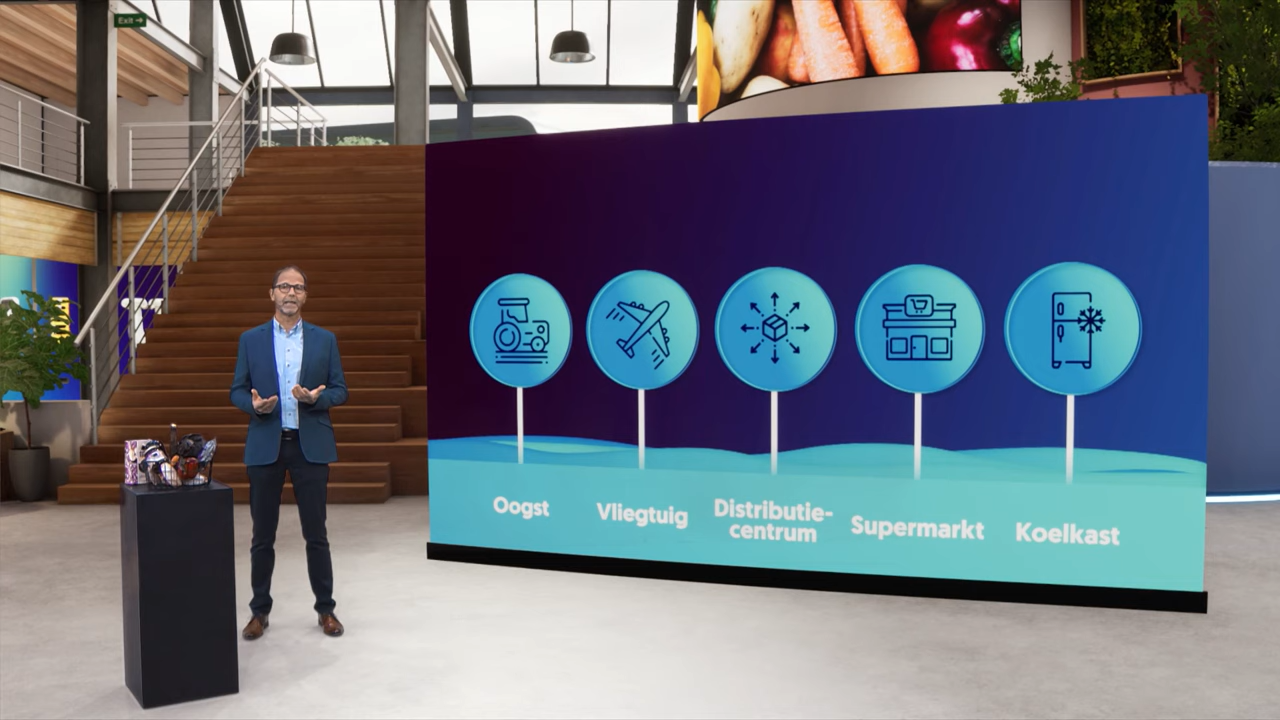 Exit →
Oogst
Vliegtuig
Distributie-
centrum
Supermarkt
Koelkast